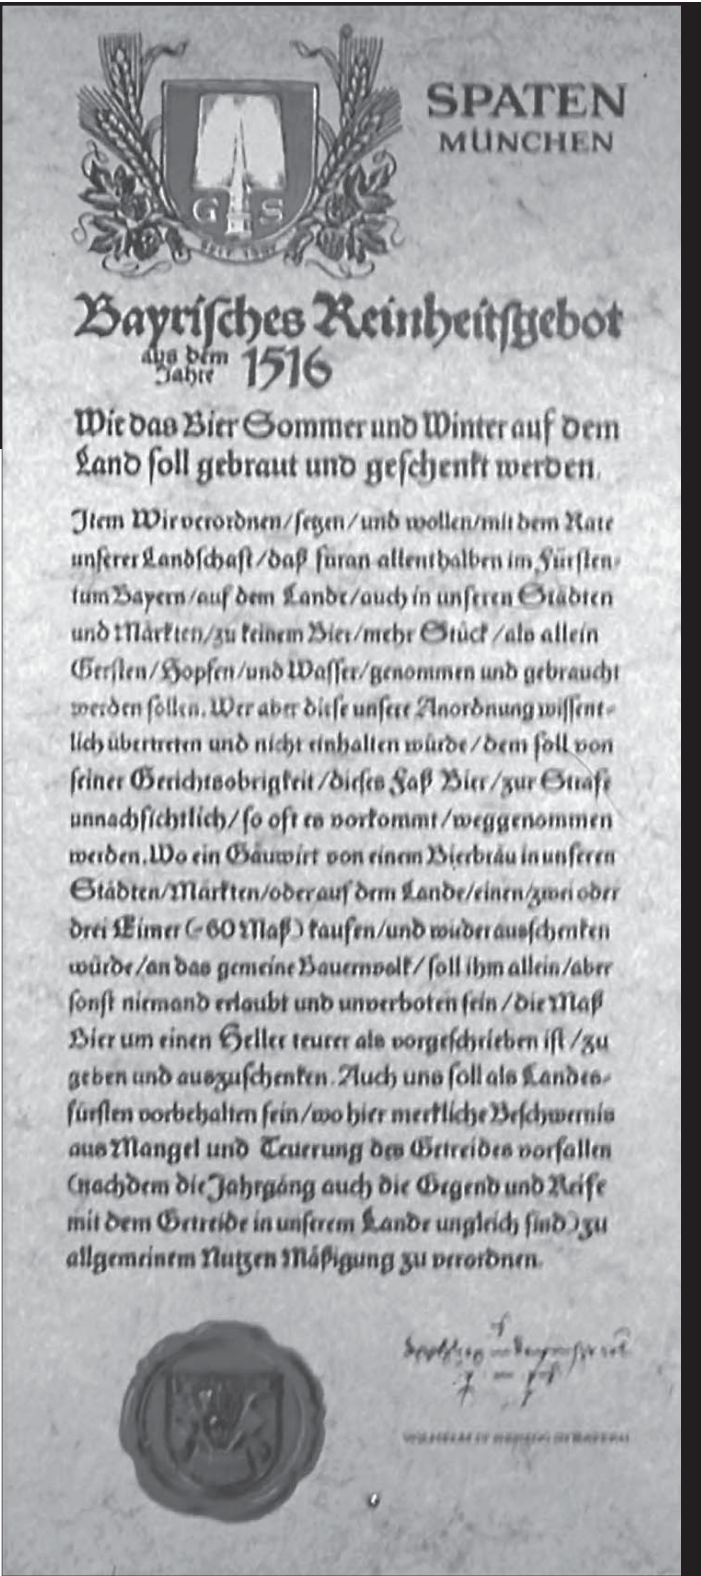 SPATEN
MÜNCHEN
G S
Bayrisches Reinheitsgebot
aus dem
Jahre 1516
Wie das Bier Sommer und Winter auf dem
Land soll gebraut und geschenkt werden.
Item Wir verordnen/setzen/und wollen/mit dem Rate
unserer Landschaft/daß füran allenthalben im Fürsten-
tum Bayern/auf dem Lande/auch in unseren Städten
und Märkten/zu keinem Bier/mehr Stück/als allein
Gersten/Hopfen/und Wasser/genommen und gebraucht
werden sollen. Wer aber diese unsere Anordnung wissent-
lich übertreten und nicht einhalten würde/dem soll von
seiner Gerichtsobrigkeit/dieses Faß Bier/zur Strafe
unnachsichtlich/so oft es vorkommt/weggenommen
werden. Wo ein Gäuwirt von einem Bierbräu in unseren
Städten/Märkten/oder auf dem Lande/einen/zwei oder
drei Eimer (=60 Maß) kaufen/und wieder ausschenken
würde/an das gemeine Bauernvolk/soll ihm allein/aber
sonst niemand erlaubt und unverboten sein/die Maß
Bier um einen Heller teurer als vorgeschrieben ist/zu
geben und auszuschenken. Auch uns soll als Landes-
fürsten vorbehalten sein/wo hier merkliche Beschwernis
aus Mangel und Teuerung des Getreides vorfallen
(nachdem die Jahrgäng auch die Gegend und Reife
mit dem Getreide in unserem Lande ungleich sind) zu
allgemeinem Nutzen Mäßigung zu verordnen.
WILHELM IV HERZOG IN BAYERN